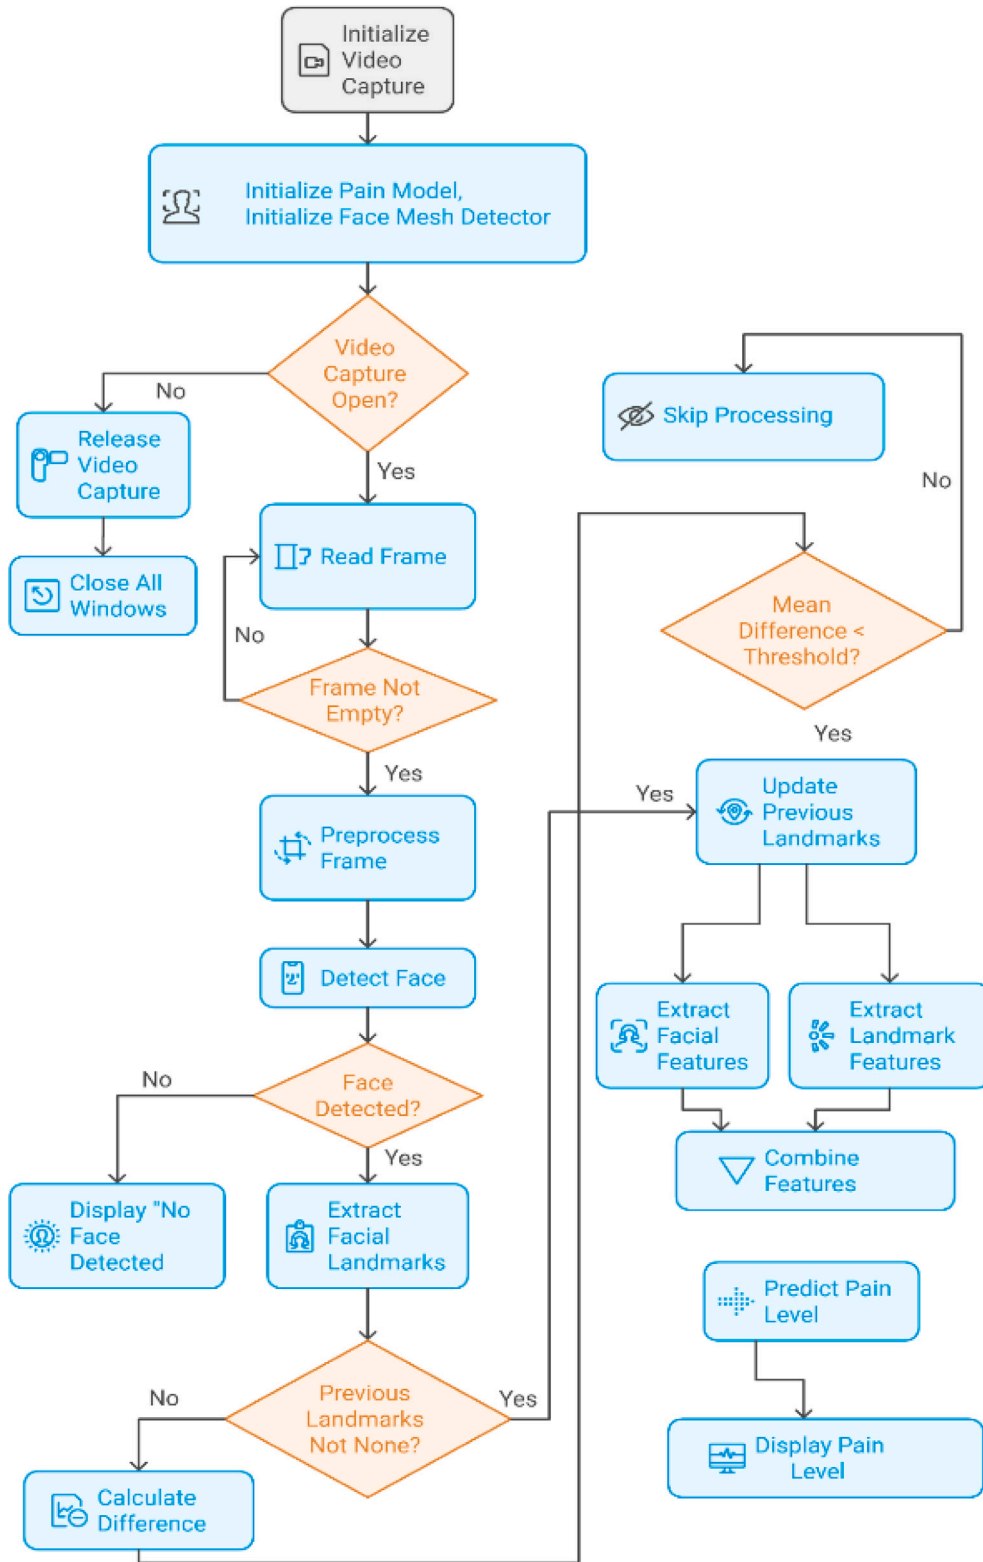 Initialize
Video
Capture
Initialize Pain Model,
Initialize Face Mesh Detector
Video
Capture
Open?
No
Release
Video
Capture
Close All
Windows
Yes
Read Frame
No
Frame Not
Empty?
Yes
Preprocess
Frame
Detect Face
Face
Detected?
No
Display "No
Face
Detected
Yes
Extract
Facial
Landmarks
Previous
Landmarks
Not None?
No
Yes
Calculate
Difference
Skip Processing
No
Mean
Difference <
Threshold?
Yes
Yes
Update
Previous
Landmarks
Extract
Facial
Features
Extract
Landmark
Features
Combine
Features
Predict Pain
Level
Display Pain
Level